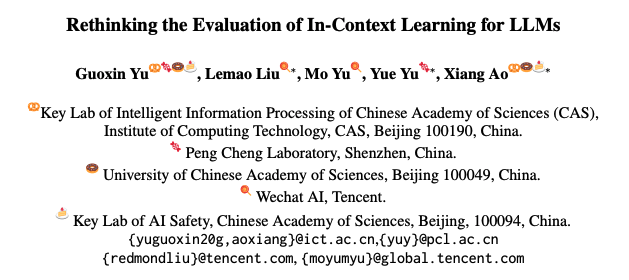 Rethinking the Evaluation of In-Context Learning for LLMs
Guoxin Yu🥨🍬🍩🍰, Lemao Liu🍭*, Mo Yu🍭, Yue Yu🍬*, Xiang Ao🥨🍩🍰*
🥨Key Lab of Intelligent Information Processing of Chinese Academy of Sciences (CAS),
Institute of Computing Technology, CAS, Beijing 100190, China.
🍬 Peng Cheng Laboratory, Shenzhen, China.
🍩 University of Chinese Academy of Sciences, Beijing 100049, China.
🍭 Wechat AI, Tencent.
🍰 Key Lab of AI Safety, Chinese Academy of Sciences, Beijing, 100094, China.
{yuguoxin20g,aoxiang}@ict.ac.cn,{yuy}@pcl.ac.cn
{redmondliu}@tencent.com, {moyumyu}@global.tencent.com